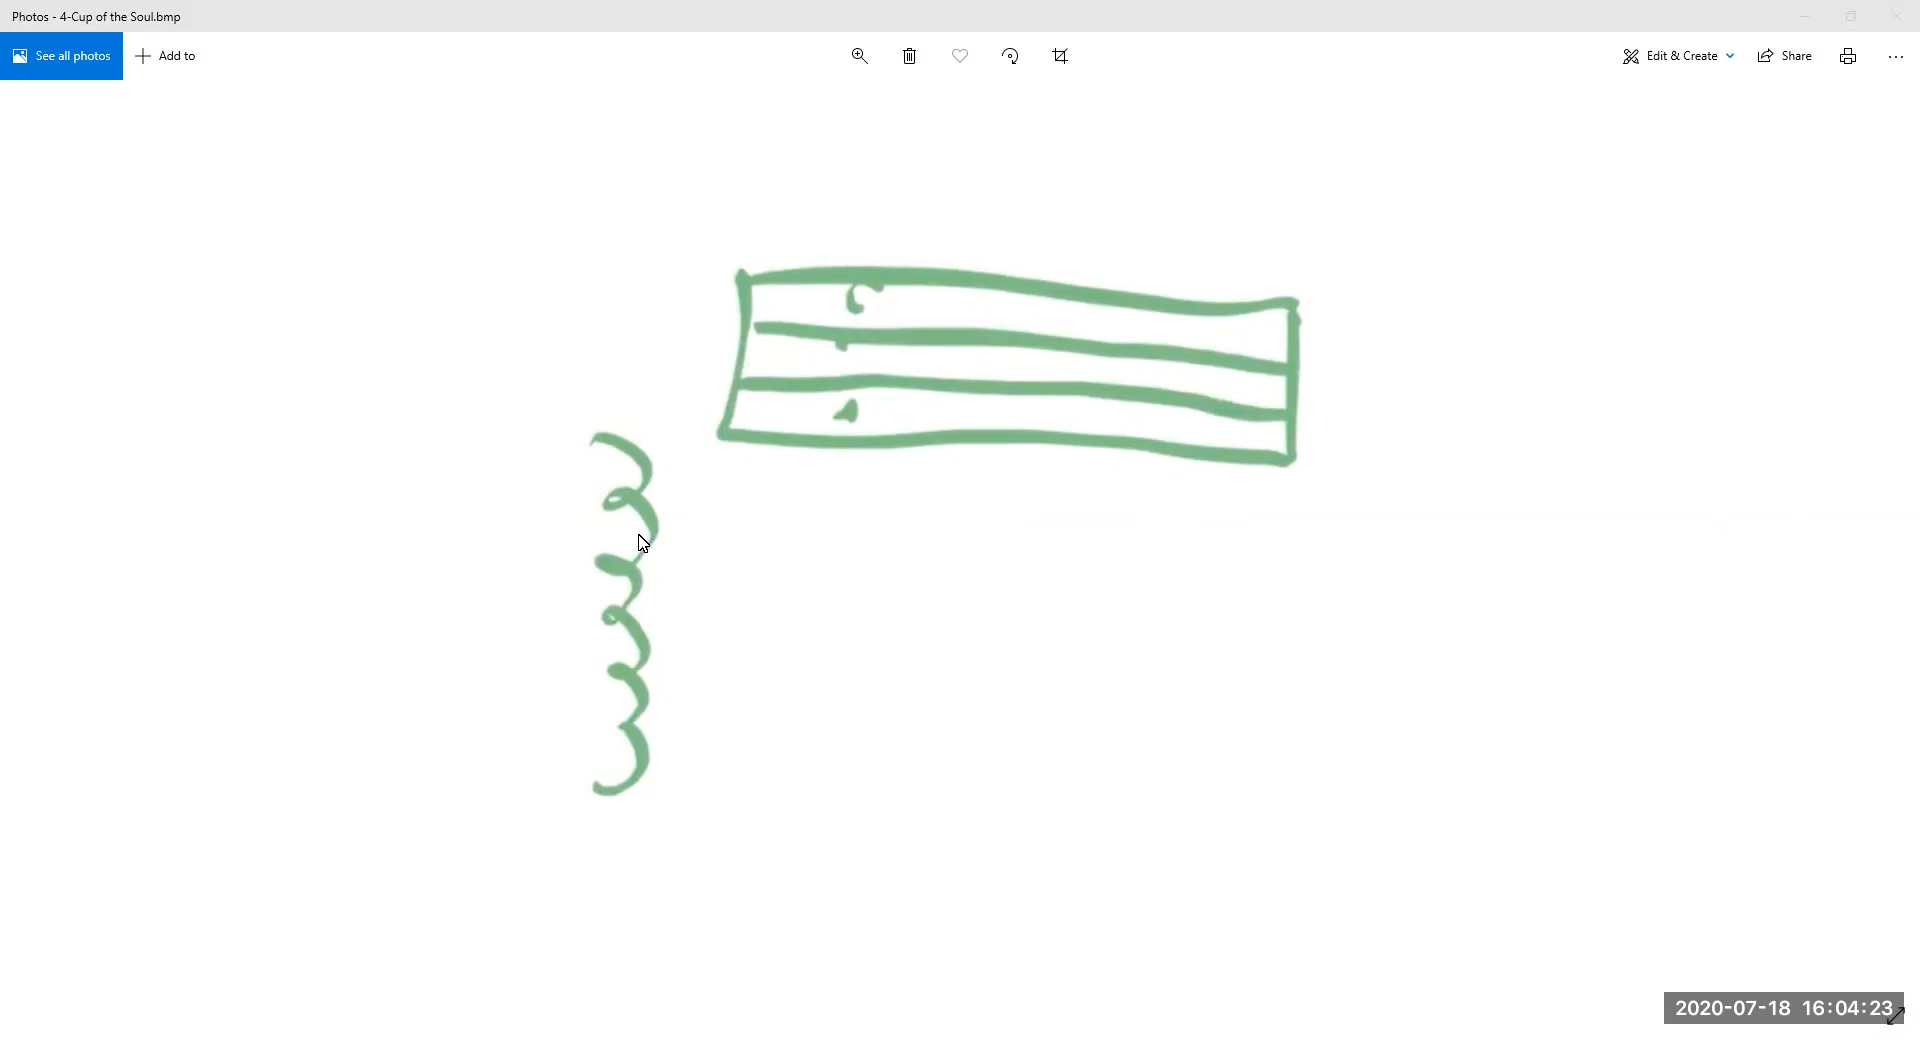 Photos - 4-Cup of the Soul.bmp
See all photos
Add to
Edit & Create
Share
2020-07-18 16:04:23